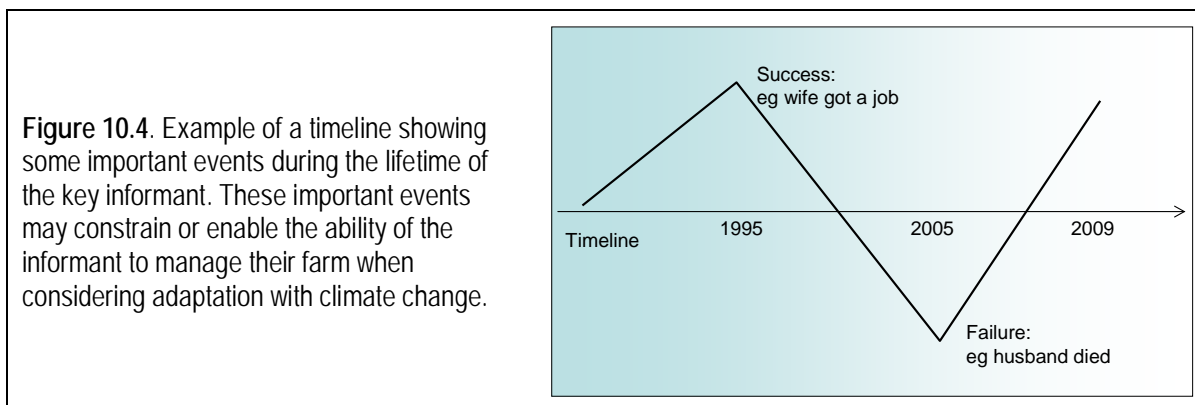 Figure 10.4. Example of a timeline showing
some important events during the lifetime of
the key informant. These important events
may constrain or enable the ability of the
informant to manage their farm when
considering adaptation with climate change.
Success:
eg wife got a job
Timeline
1995
2005
2009
Failure:
eg husband died